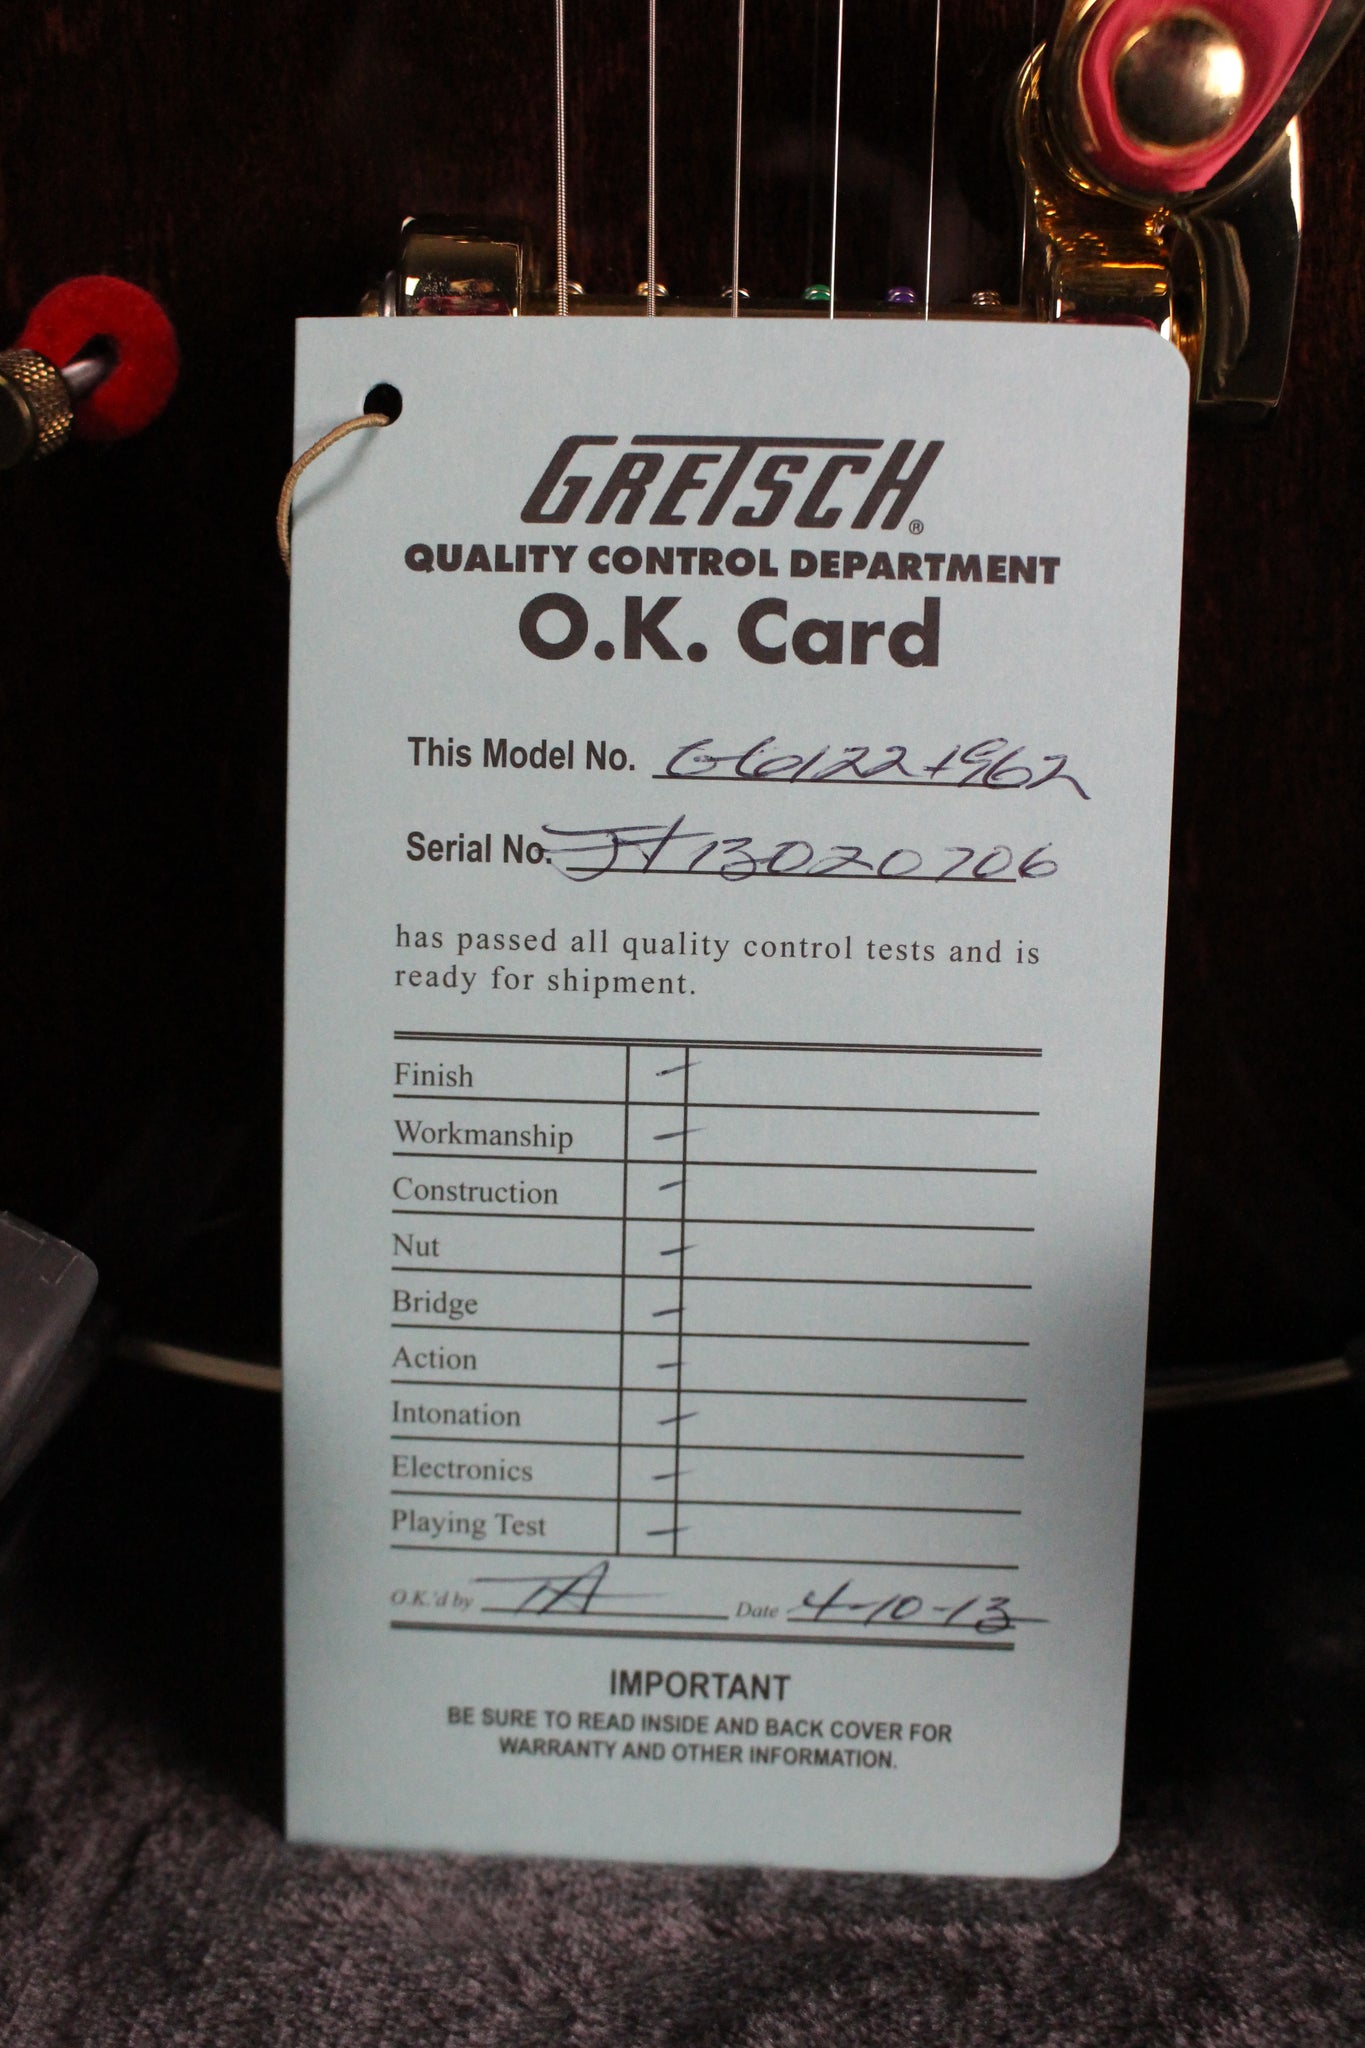 GRETSCH®
QUALITY CONTROL DEPARTMENT
O.K. Card
This Model No. G6122-1962
Serial No. JT13020706
has passed all quality control tests and is
ready for shipment.
Finish –
Workmanship –
Construction –
Nut –
Bridge –
Action –
Intonation –
Electronics –
Playing Test –
O.K.'d by TA Date 4-10-13
IMPORTANT
BE SURE TO READ INSIDE AND BACK COVER FOR
WARRANTY AND OTHER INFORMATION.